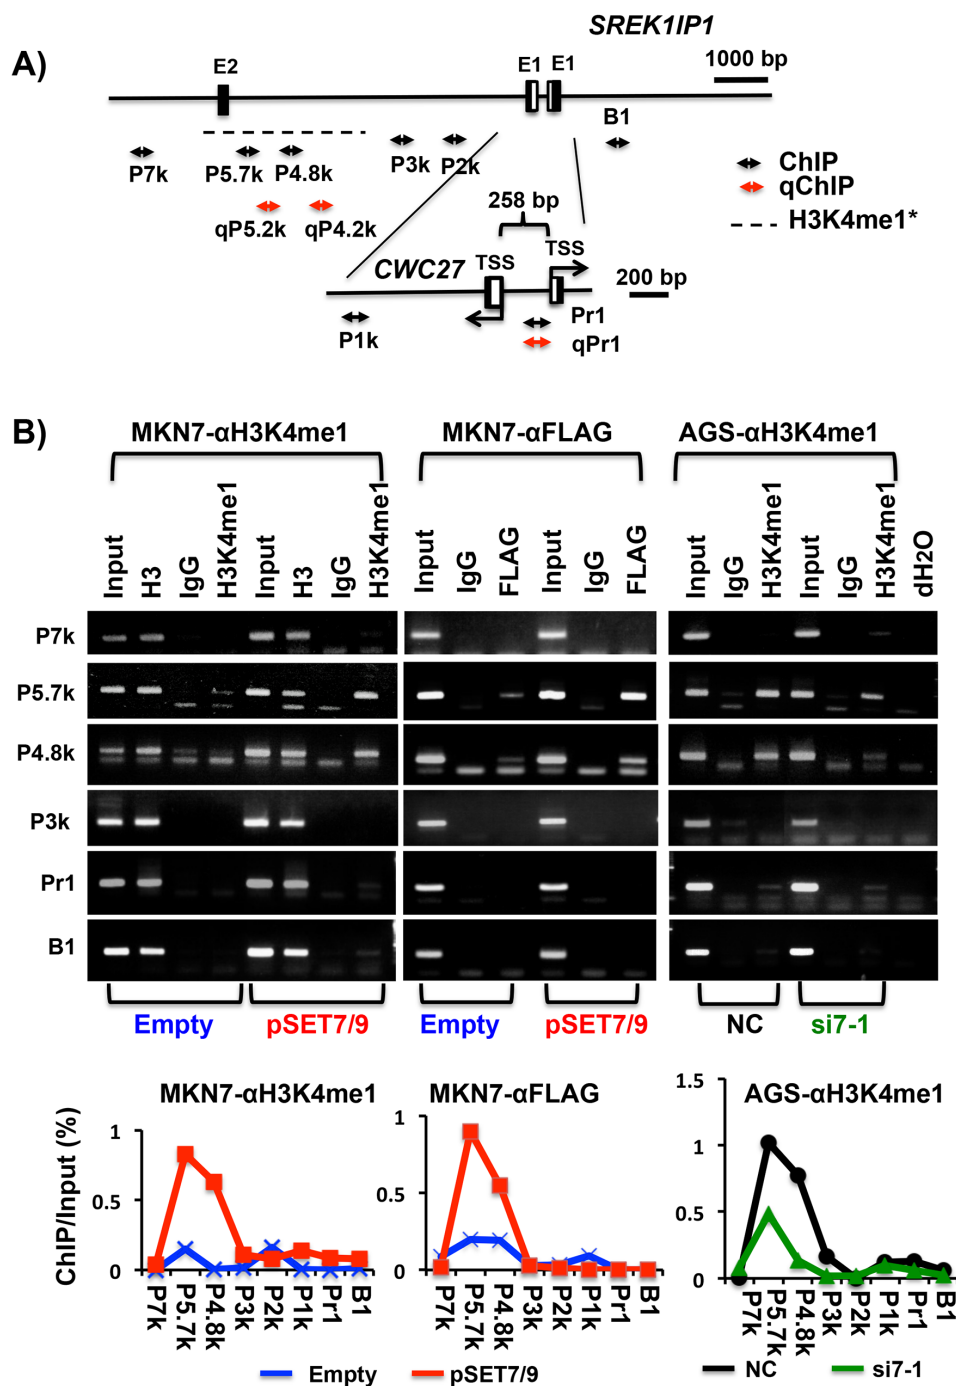 A)
SREK1IP1
E2
E1
E1
1000 bp
B1
P7k
P5.7k
P4.8k
P3k
P2k
ChIP
qChIP
H3K4me1*
qP5.2k
qP4.2k
258 bp
CWC27
TSS
TSS
200 bp
P1k
Pr1
qPr1
B)
MKN7-αH3K4me1
MKN7-αFLAG
AGS-αH3K4me1
Input
H3
IgG
H3K4me1
Input
H3
IgG
H3K4me1
Input
IgG
FLAG
Input
IgG
FLAG
Input
IgG
H3K4me1
Input
IgG
H3K4me1
dH2O
P7k
P5.7k
P4.8k
P3k
Pr1
B1
Empty
pSET7/9
Empty
pSET7/9
NC
si7-1
MKN7-αH3K4me1
MKN7-αFLAG
AGS-αH3K4me1
ChIP/Input (%)
1
0.5
0
P7k
P5.7k
P4.8k
P3k
P2k
P1k
Pr1
B1
1
0.5
0
P7k
P5.7k
P4.8k
P3k
P2k
P1k
Pr1
B1
1.5
1
0.5
0
P7k
P5.7k
P4.8k
P3k
P2k
P1k
Pr1
B1
Empty
pSET7/9
NC
si7-1